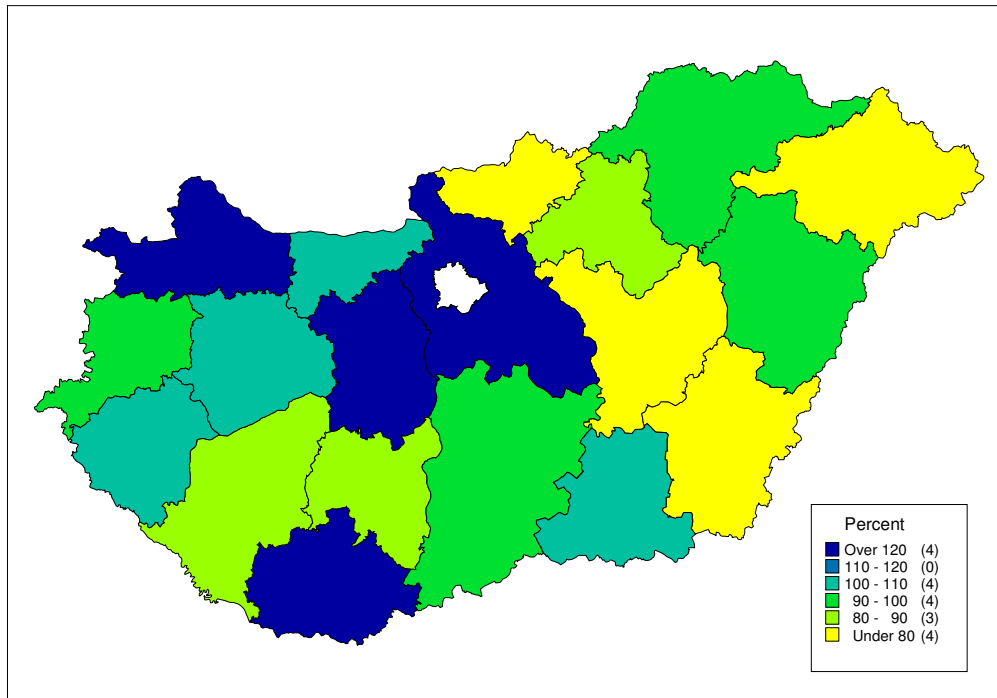 Percent
Over 120 (4)
110 - 120 (0)
100 - 110 (4)
90 - 100 (4)
80 - 90 (3)
Under 80 (4)